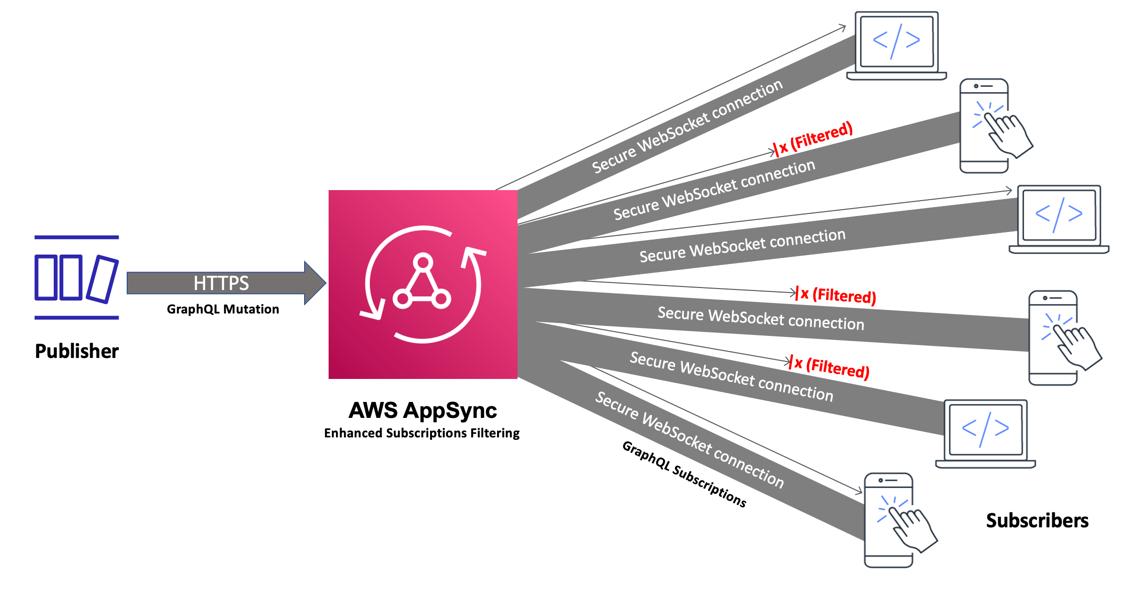 Secure WebSocket connection
|x (Filtered)
Secure WebSocket connection
Secure WebSocket connection
HTTPS
GraphQL Mutation
|x (Filtered)
Secure WebSocket connection
Publisher
|x (Filtered)
Secure WebSocket connection
AWS AppSync
Enhanced Subscriptions Filtering
Secure WebSocket connection
GraphQL Subscriptions
Subscribers